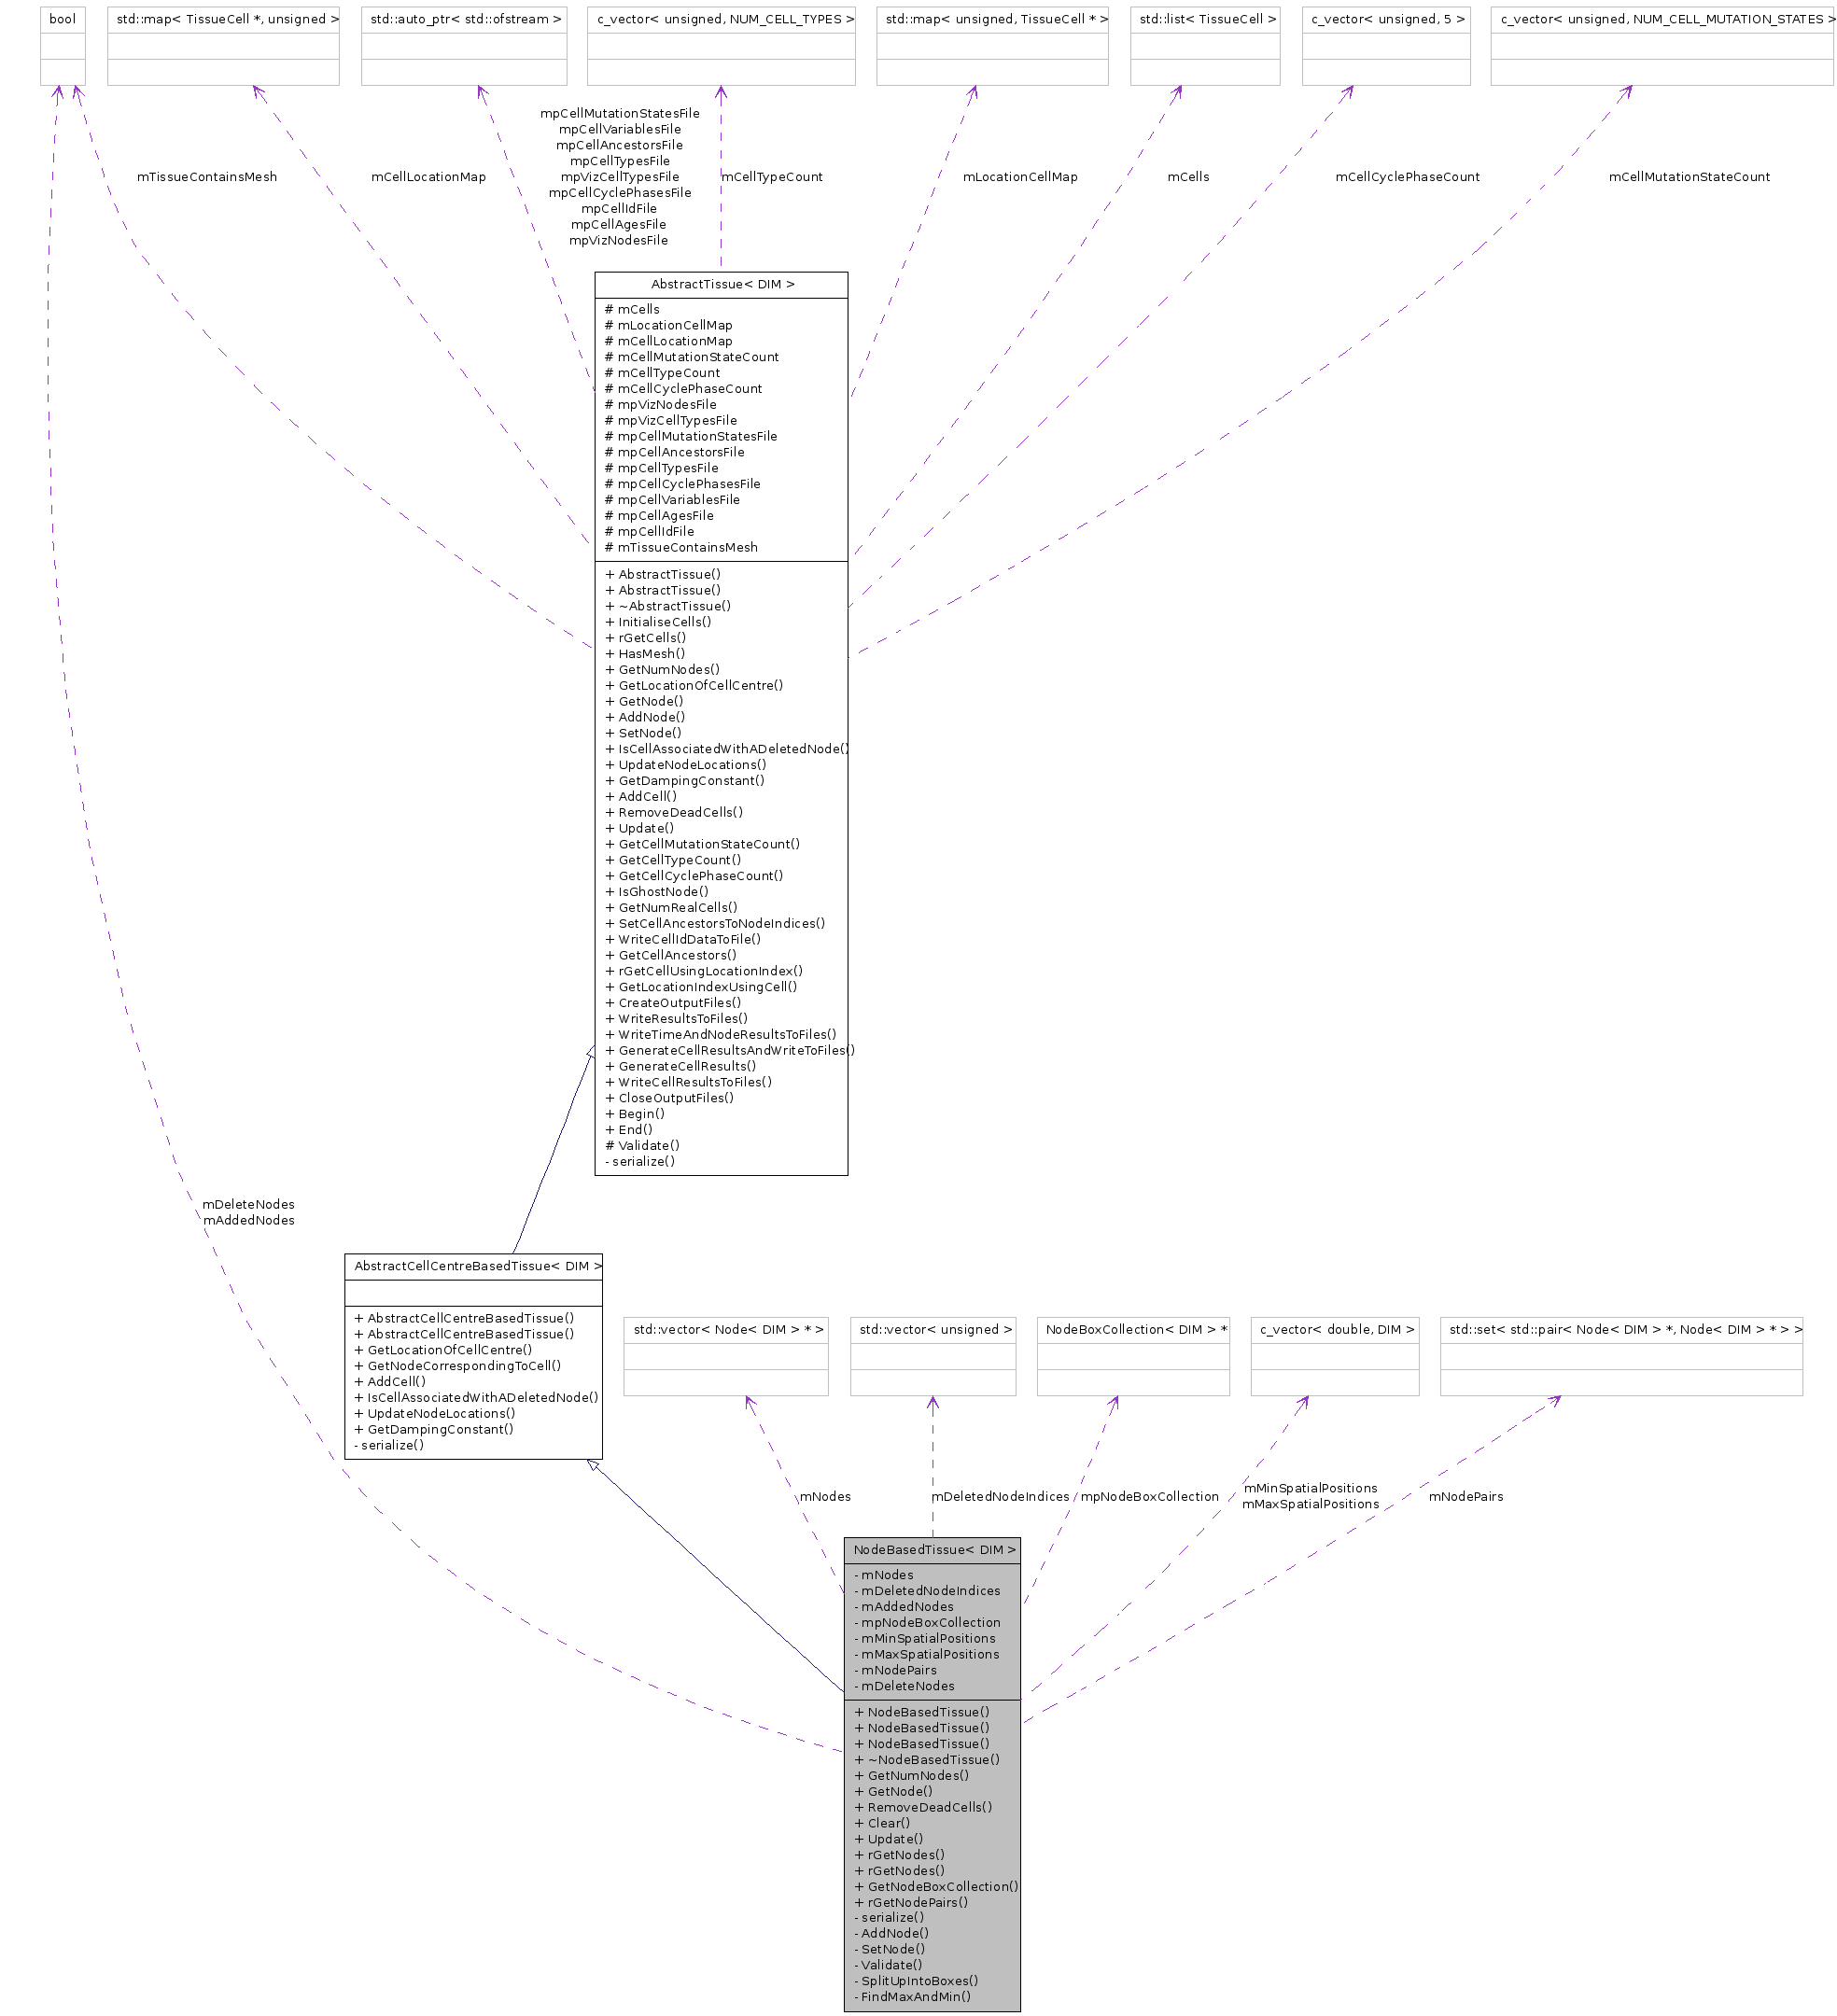 bool
std::map< TissueCell *, unsigned >
std::auto_ptr< std::ofstream >
c_vector< unsigned, NUM_CELL_TYPES >
std::map< unsigned, TissueCell * >
std::list< TissueCell >
c_vector< unsigned, 5 >
c_vector< unsigned, NUM_CELL_MUTATION_STATES >
mpCellMutationStatesFile
mpCellVariablesFile
mpCellAncestorsFile
mpCellTypesFile
mpVizCellTypesFile
mpCellCyclePhasesFile
mpCellIdFile
mpCellAgesFile
mpVizNodesFile
mTissueContainsMesh
mCellLocationMap
mCellTypeCount
mLocationCellMap
mCells
mCellCyclePhaseCount
mCellMutationStateCount
AbstractTissue< DIM >
# mCells
# mLocationCellMap
# mCellLocationMap
# mCellMutationStateCount
# mCellTypeCount
# mCellCyclePhaseCount
# mpVizNodesFile
# mpVizCellTypesFile
# mpCellMutationStatesFile
# mpCellAncestorsFile
# mpCellTypesFile
# mpCellCyclePhasesFile
# mpCellVariablesFile
# mpCellAgesFile
# mpCellIdFile
# mTissueContainsMesh
+ AbstractTissue()
+ AbstractTissue()
+ ~AbstractTissue()
+ InitialiseCells()
+ rGetCells()
+ HasMesh()
+ GetNumNodes()
+ GetLocationOfCellCentre()
+ GetNode()
+ AddNode()
+ SetNode()
+ IsCellAssociatedWithADeletedNode()
+ UpdateNodeLocations()
+ GetDampingConstant()
+ AddCell()
+ RemoveDeadCells()
+ Update()
+ GetCellMutationStateCount()
+ GetCellTypeCount()
+ GetCellCyclePhaseCount()
+ IsGhostNode()
+ GetNumRealCells()
+ SetCellAncestorsToNodeIndices()
+ WriteCellIdDataToFile()
+ GetCellAncestors()
+ rGetCellUsingLocationIndex()
+ GetLocationIndexUsingCell()
+ CreateOutputFiles()
+ WriteResultsToFiles()
+ WriteTimeAndNodeResultsToFiles()
+ GenerateCellResultsAndWriteToFiles()
+ GenerateCellResults()
+ WriteCellResultsToFiles()
+ CloseOutputFiles()
+ Begin()
+ End()
# Validate()
- serialize()
mDeleteNodes
mAddedNodes
AbstractCellCentreBasedTissue< DIM >
+ AbstractCellCentreBasedTissue()
+ AbstractCellCentreBasedTissue()
+ GetLocationOfCellCentre()
+ GetNodeCorrespondingToCell()
+ AddCell()
+ IsCellAssociatedWithADeletedNode()
+ UpdateNodeLocations()
+ GetDampingConstant()
- serialize()
std::vector< Node< DIM > * >
std::vector< unsigned >
NodeBoxCollection< DIM > *
c_vector< double, DIM >
std::set< std::pair< Node< DIM > *, Node< DIM > * > >
mNodes
mDeletedNodeIndices
mpNodeBoxCollection
mMinSpatialPositions
mMaxSpatialPositions
mNodePairs
NodeBasedTissue< DIM >
- mNodes
- mDeletedNodeIndices
- mAddedNodes
- mpNodeBoxCollection
- mMinSpatialPositions
- mMaxSpatialPositions
- mNodePairs
- mDeleteNodes
+ NodeBasedTissue()
+ NodeBasedTissue()
+ NodeBasedTissue()
+ ~NodeBasedTissue()
+ GetNumNodes()
+ GetNode()
+ RemoveDeadCells()
+ Clear()
+ Update()
+ rGetNodes()
+ rGetNodes()
+ GetNodeBoxCollection()
+ rGetNodePairs()
- serialize()
- AddNode()
- SetNode()
- Validate()
- SplitUpIntoBoxes()
- FindMaxAndMin()